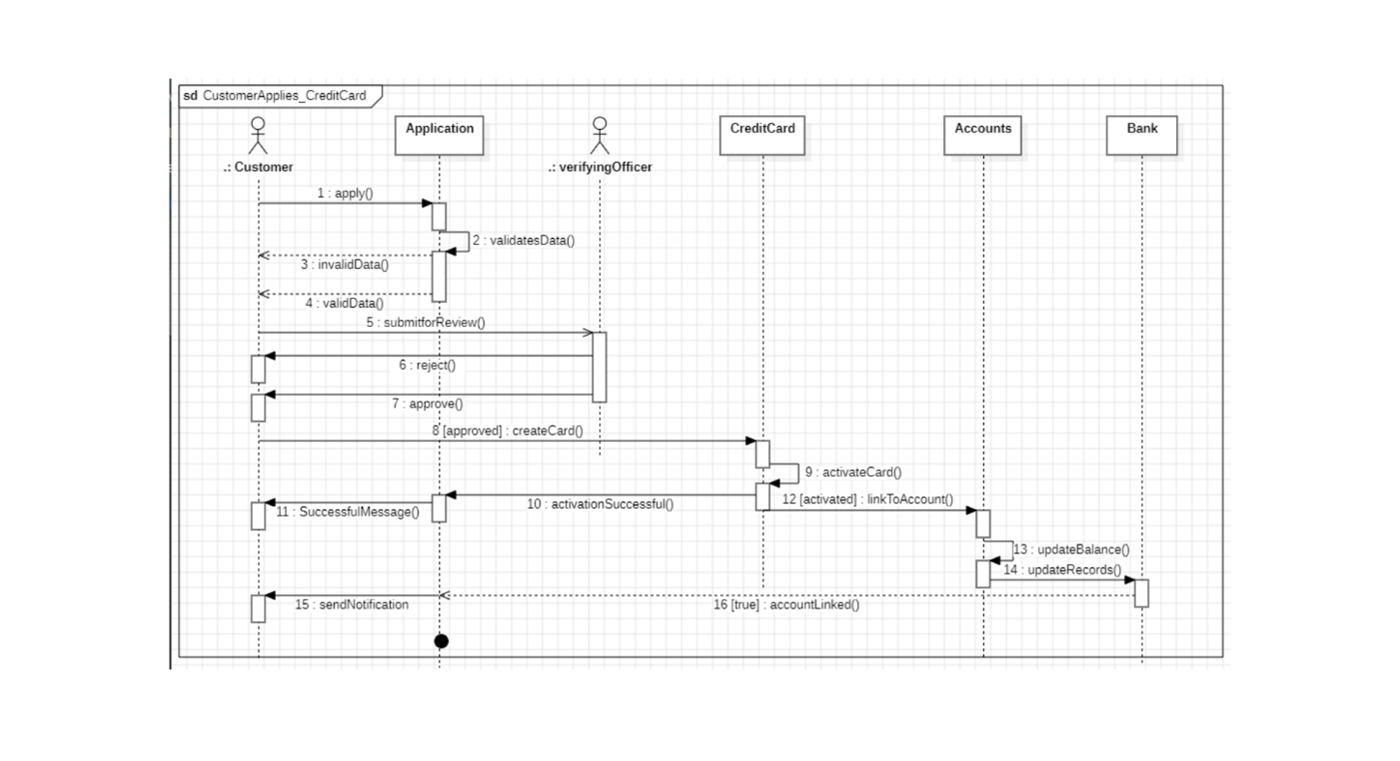 sd CustomerApplies_CreditCard
Application
CreditCard
Accounts
Bank
.: Customer
.: verifyingOfficer
1 : apply()
2 : validatesData()
3 : invalidData()
4 : validData()
5 : submitforReview()
6 : reject()
7 : approve()
8 [approved] : createCard()
9 : activateCard()
12 [activated] : linkToAccount()
10 : activationSuccessful()
11 : SuccessfulMessage()
13 : updateBalance()
14 : updateRecords()
15 : sendNotification
16 [true] : accountLinked()